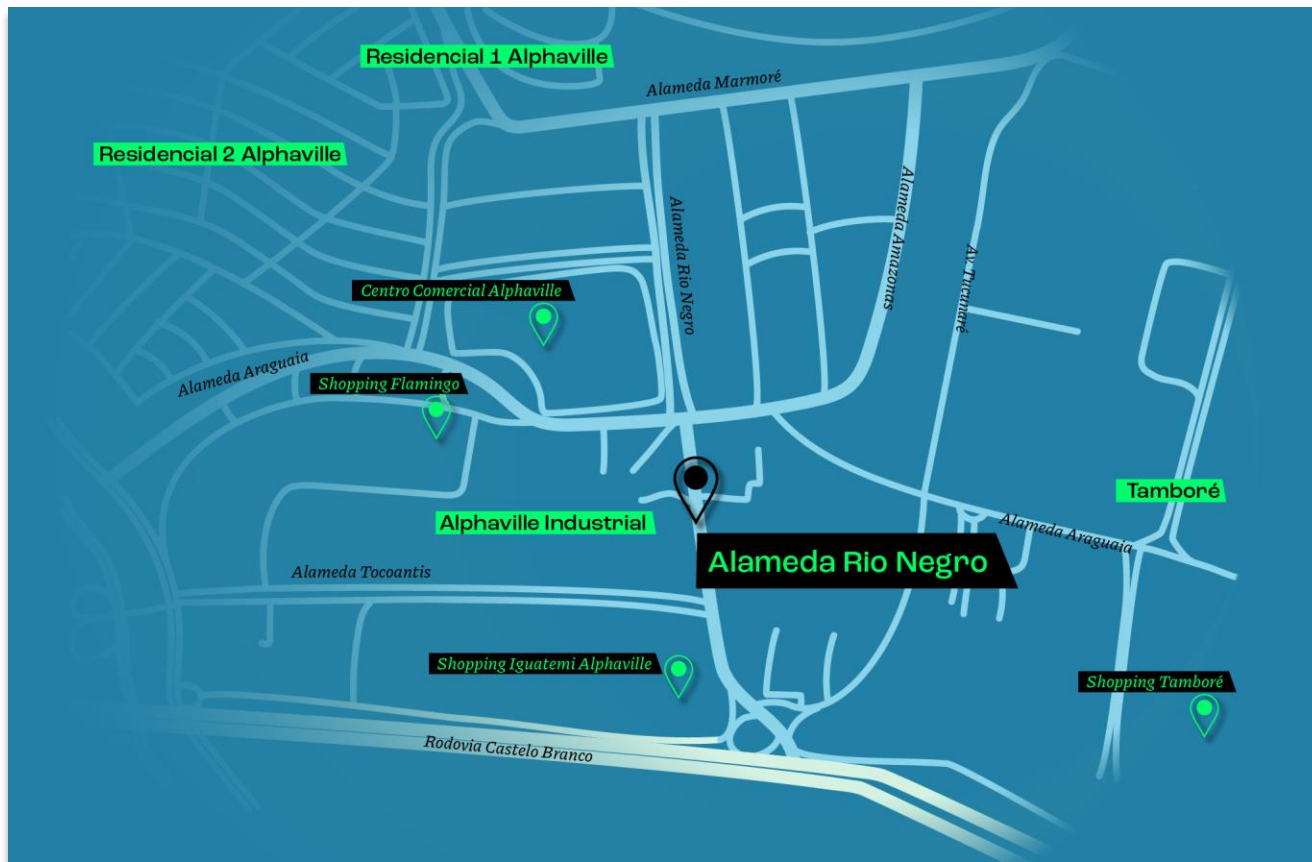 Residencial 1 Alphaville
Alameda Marmoré
Residencial 2 Alphaville
Alameda Rio Negro
Alameda Amazonas
Av. Tucunaré
Centro Comercial Alphaville
Alameda Araguaia
Shopping Flamingo
Tamboré
Alphaville Industrial
Alameda Araguaia
Alameda Rio Negro
Alameda Tocoantis
Shopping Iguatemi Alphaville
Shopping Tamboré
Rodovia Castelo Branco